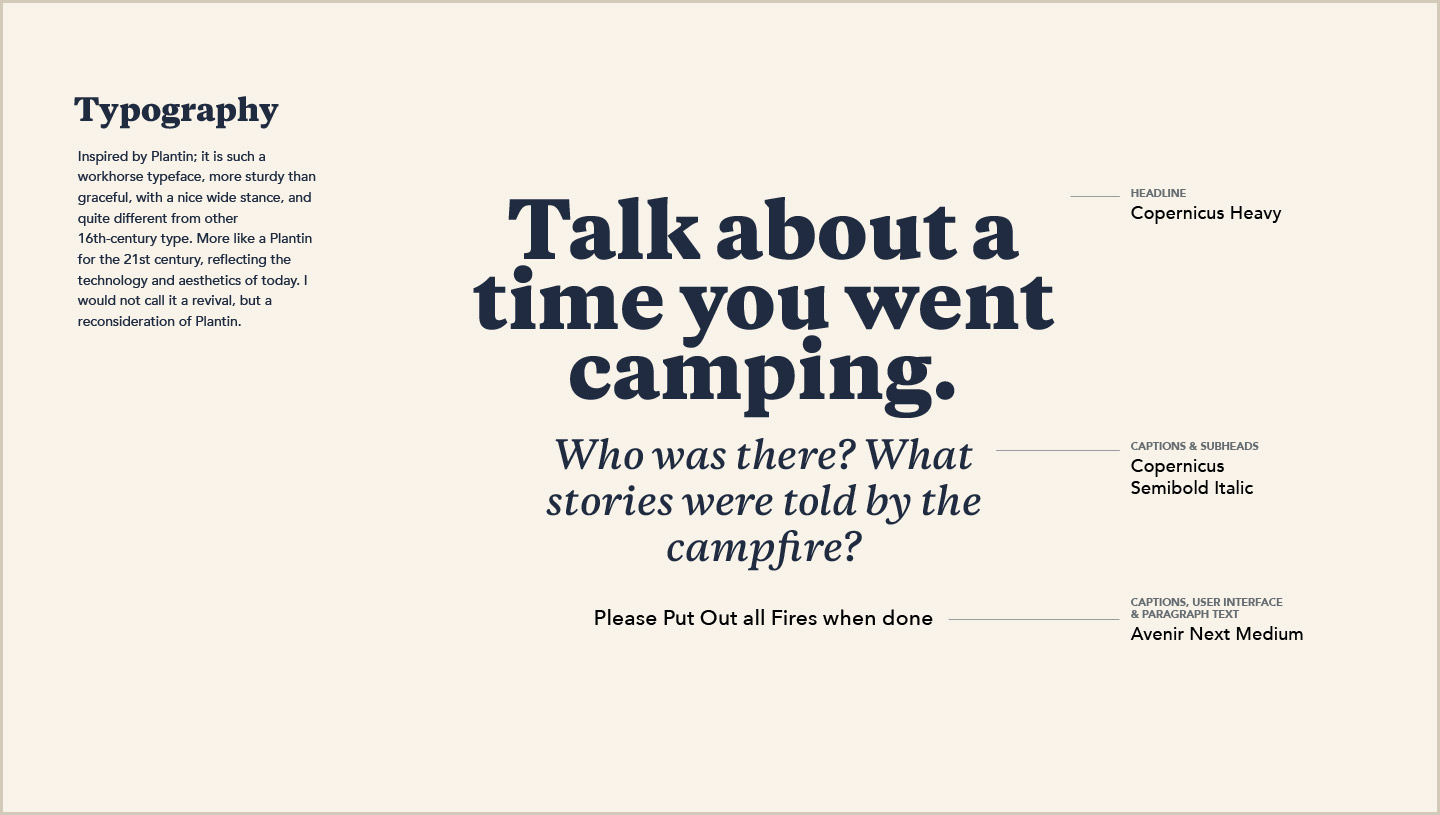 Typography
Inspired by Plantin; it is such a
workhorse typeface, more sturdy than
graceful, with a nice wide stance, and
quite different from other
16th-century type. More like a Plantin
for the 21st century, reflecting the
technology and aesthetics of today. I
would not call it a revival, but a
reconsideration of Plantin.
Talk about a
time you went
camping.
Who was there? What
stories were told by the
campfire?
Please Put Out all Fires when done
HEADLINE
Copernicus Heavy
CAPTIONS & SUBHEADS
Copernicus
Semibold Italic
CAPTIONS, USER INTERFACE
& PARAGRAPH TEXT
Avenir Next Medium